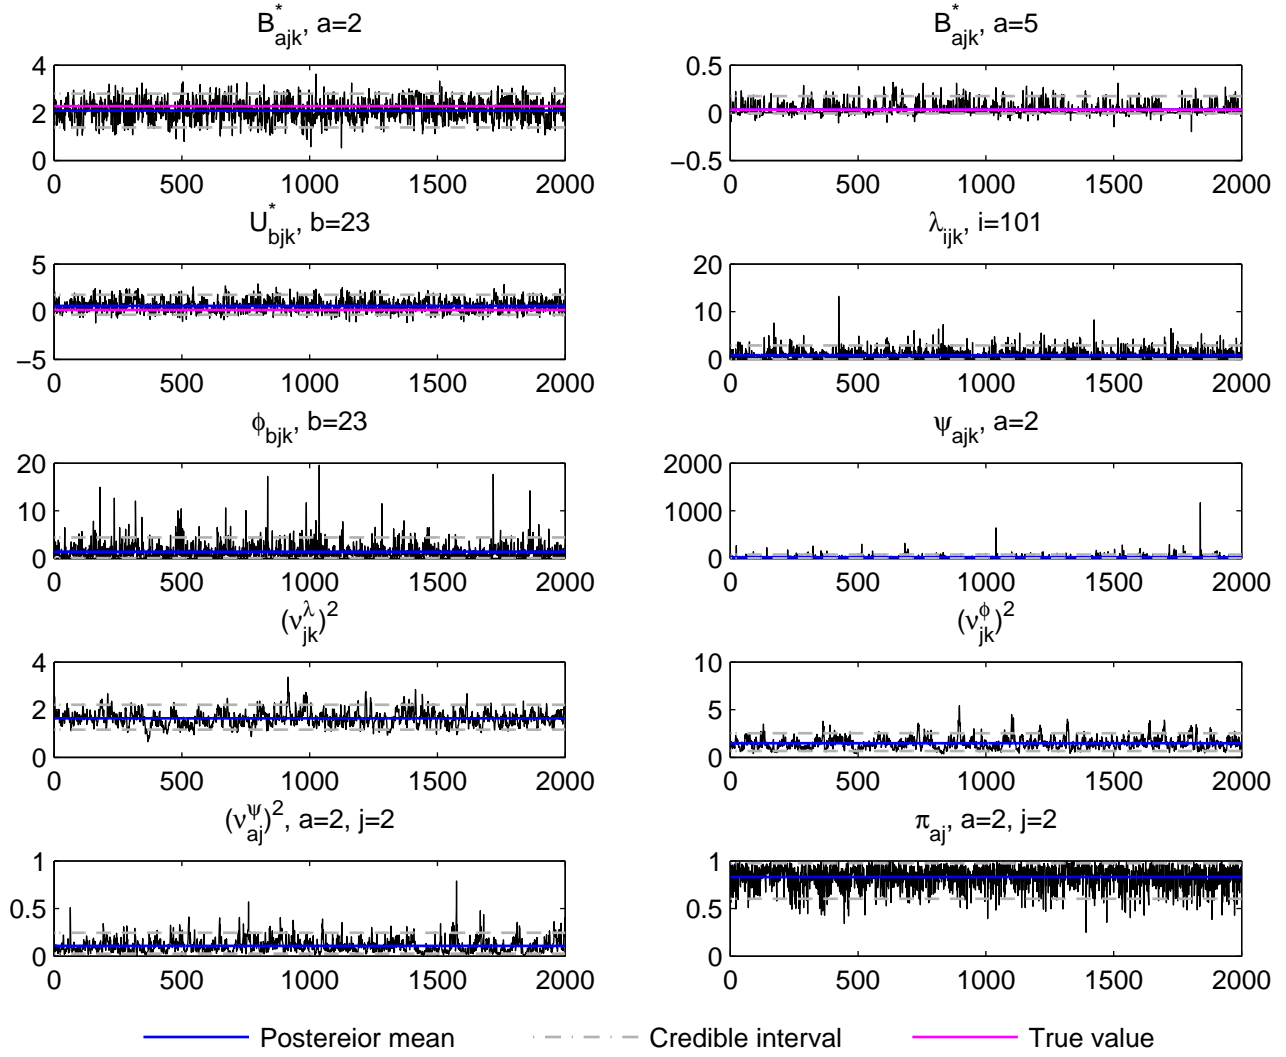 B*ajk, a=2
B*ajk, a=5
4
2
0
0 500 1000 1500 2000
0.5
0
−0.5
0 500 1000 1500 2000
U*bjk, b=23
λijk, i=101
5
0
−5
0 500 1000 1500 2000
20
10
0
0 500 1000 1500 2000
ϕbjk, b=23
ψajk, a=2
20
10
0
0 500 1000 1500 2000
2000
1000
0
0 500 1000 1500 2000
(νλjk)2
(νϕjk)2
4
2
0
0 500 1000 1500 2000
10
5
0
0 500 1000 1500 2000
(νψaj)2, a=2, j=2
πaj, a=2, j=2
1
0.5
0
0 500 1000 1500 2000
1
0.5
0
0 500 1000 1500 2000
Postereior mean
Credible interval
True value